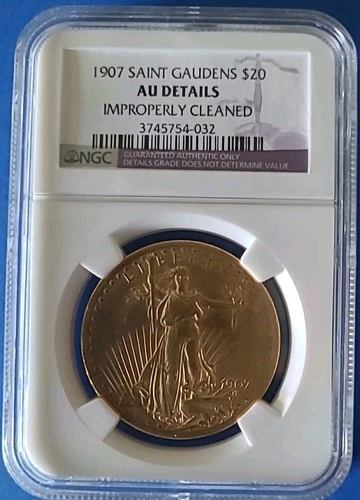 1907 SAINT GAUDENS $20
AU DETAILS
IMPROPERLY CLEANED
3745754-032
NGC
GUARANTEED AUTHENTIC ONLY
DETAILS GRADE DOES NOT DETERMINE VALUE
LIBERTY
1907